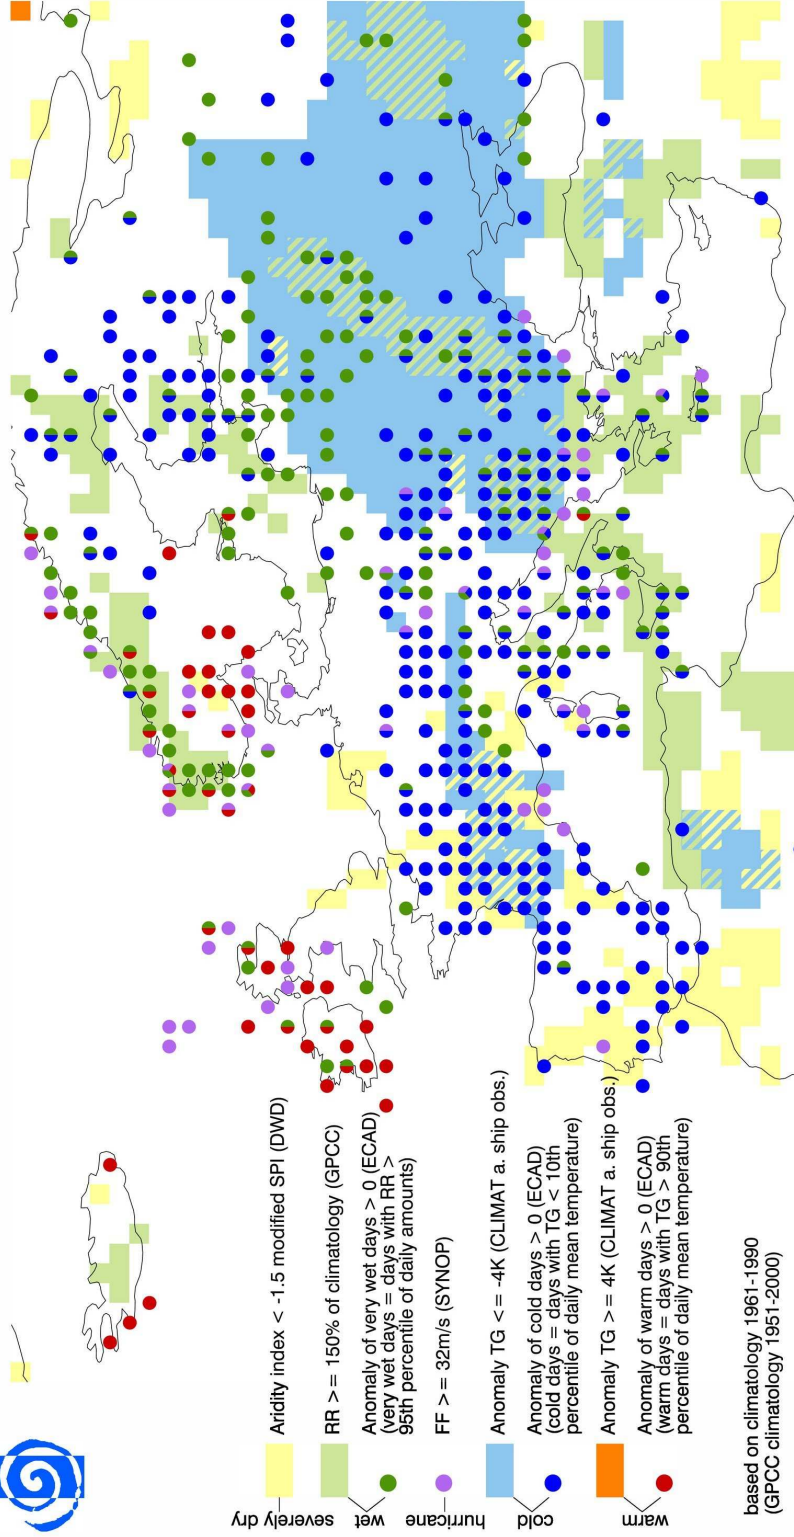 severely dry
Aridity index < -1.5 modified SPI (DWD)
wet
RR >= 150% of climatology (GPCC)
Anomaly of very wet days > 0 (ECAD)
(very wet days = days with RR >
95th percentile of daily amounts)
hurricane
FF >= 32m/s (SYNOP)
cold
Anomaly TG <= -4K (CLIMAT a. ship obs.)
Anomaly of cold days > 0 (ECAD)
(cold days = days with TG < 10th
percentile of daily mean temperature)
warm
Anomaly TG >= 4K (CLIMAT a. ship obs.)
Anomaly of warm days > 0 (ECAD)
(warm days = days with TG > 90th
percentile of daily mean temperature)
based on climatology 1961-1990
(GPCC climatology 1951-2000)